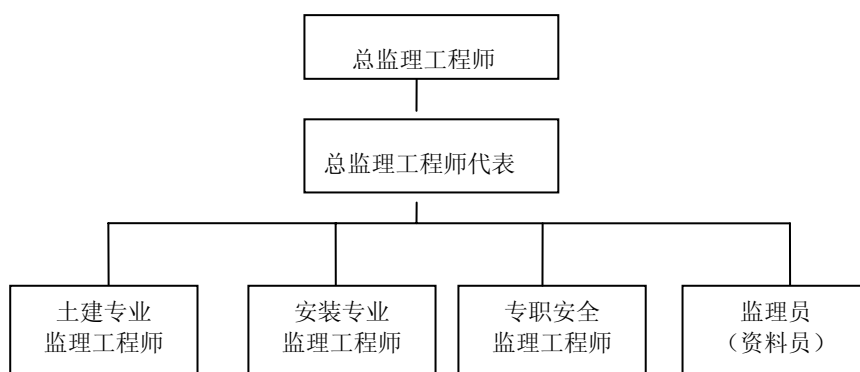 总监理工程师
总监理工程师代表
土建专业
监理工程师
安装专业
监理工程师
专职安全
监理工程师
监理员
（资料员）